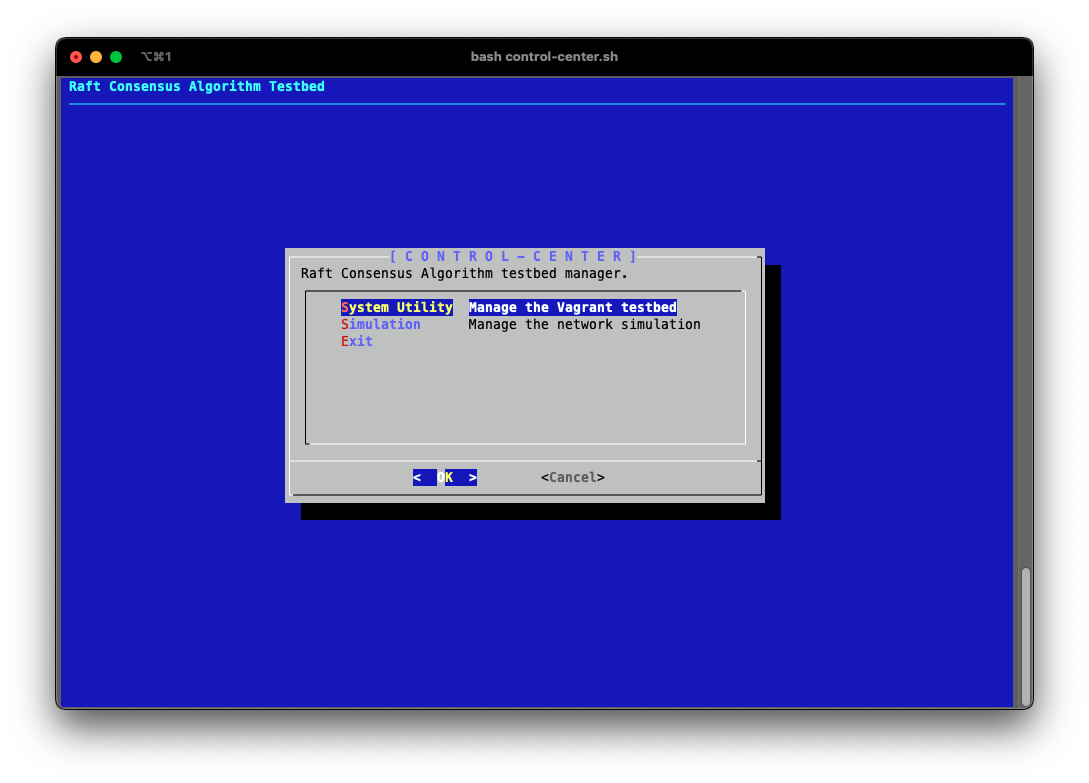 ⌥⌘1 bash control-center.sh
Raft Consensus Algorithm Testbed
[ C O N T R O L - C E N T E R ]
Raft Consensus Algorithm testbed manager.
System Utility Manage the Vagrant testbed
Simulation Manage the network simulation
Exit
< OK > <Cancel>